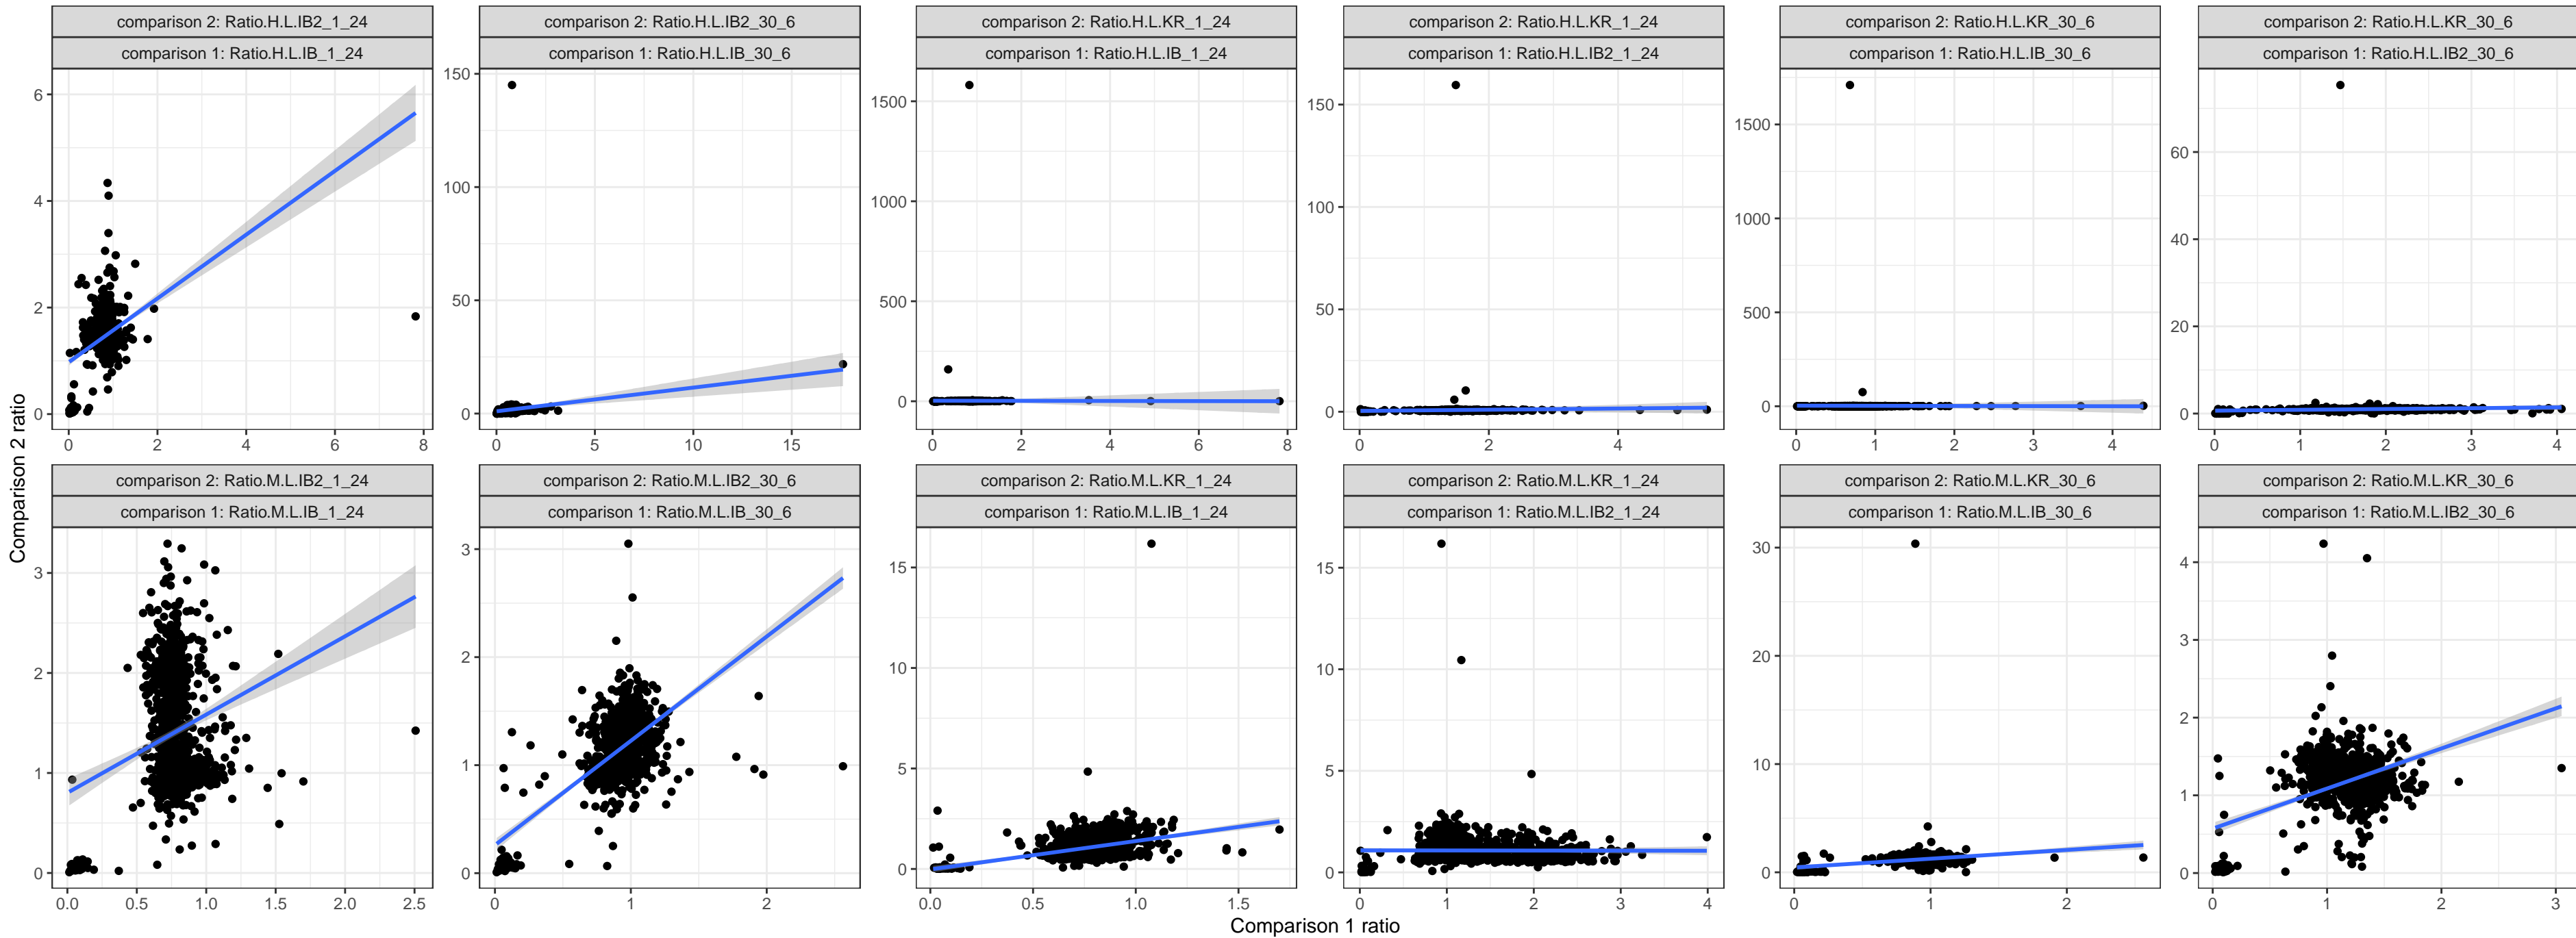 comparison 2: Ratio.H.L.IB2_1_24
comparison 1: Ratio.H.L.IB_1_24
comparison 2: Ratio.H.L.IB2_30_6
comparison 1: Ratio.H.L.IB_30_6
comparison 2: Ratio.H.L.KR_1_24
comparison 1: Ratio.H.L.IB_1_24
comparison 2: Ratio.H.L.KR_1_24
comparison 1: Ratio.H.L.IB2_1_24
comparison 2: Ratio.H.L.KR_30_6
comparison 1: Ratio.H.L.IB_30_6
comparison 2: Ratio.H.L.KR_30_6
comparison 1: Ratio.H.L.IB2_30_6
6
4
2
0
0 2 4 6 8
150
100
50
0
0 5 10 15
1500
1000
500
0
0 2 4 6 8
150
100
50
0
0 2 4
1500
1000
500
0
0 1 2 3 4
60
40
20
0
0 1 2 3 4
Comparison 2 ratio
comparison 2: Ratio.M.L.IB2_1_24
comparison 1: Ratio.M.L.IB_1_24
comparison 2: Ratio.M.L.IB2_30_6
comparison 1: Ratio.M.L.IB_30_6
comparison 2: Ratio.M.L.KR_1_24
comparison 1: Ratio.M.L.IB_1_24
comparison 2: Ratio.M.L.KR_1_24
comparison 1: Ratio.M.L.IB2_1_24
comparison 2: Ratio.M.L.KR_30_6
comparison 1: Ratio.M.L.IB_30_6
comparison 2: Ratio.M.L.KR_30_6
comparison 1: Ratio.M.L.IB2_30_6
3
2
1
0
0.0 0.5 1.0 1.5 2.0 2.5
3
2
1
0
0 1 2
15
10
5
0
0.0 0.5 1.0 1.5
15
10
5
0
0 1 2 3 4
30
20
10
0
0 1 2
4
3
2
1
0
0 1 2 3
Comparison 1 ratio